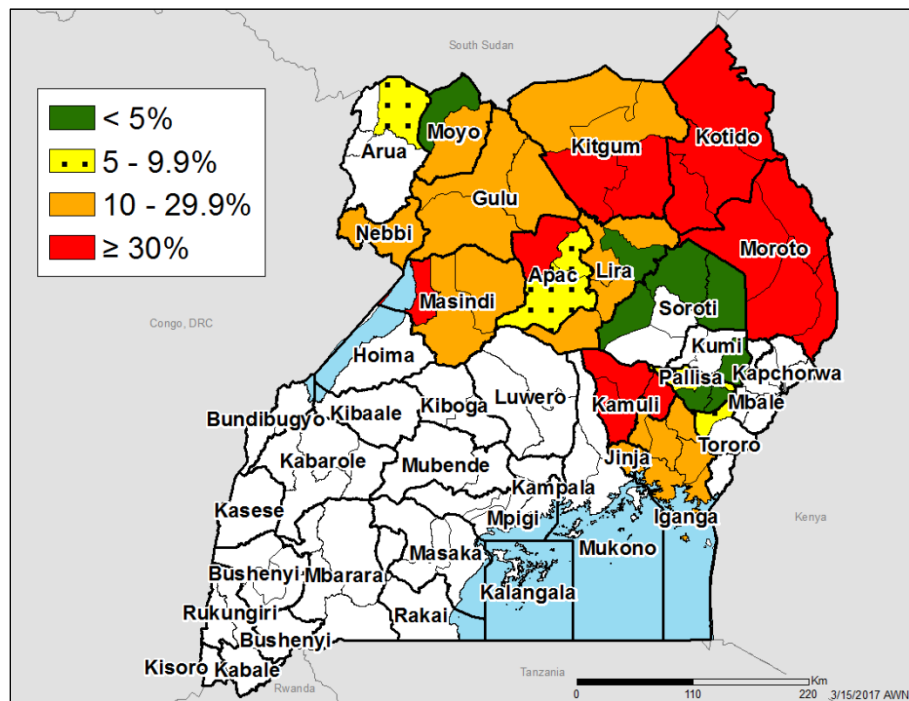 South Sudan
< 5%
5 - 9.9%
10 - 29.9%
≥ 30%
Moyo
Arua
Kitgum
Kotido
Gulu
Nebbi
Moroto
Apac
Lira
Masindi
Soroti
Congo, DRC
Hoima
Kumi
Kapchorwa
Pallisa
Luwero
Kamuli
Mbale
Bundibugyo
Kibaale
Kiboga
Tororo
Kabarole
Mubende
Jinja
Kampala
Kasese
Mpigi
Iganga
Kenya
Masaka
Mukono
Bushenyi
Mbarara
Kalangala
Rukungiri
Rakai
Bushenyi
Kisoro
Kabale
Tanzania
Rwanda
Km
0 110 220
3/15/2017 AWN